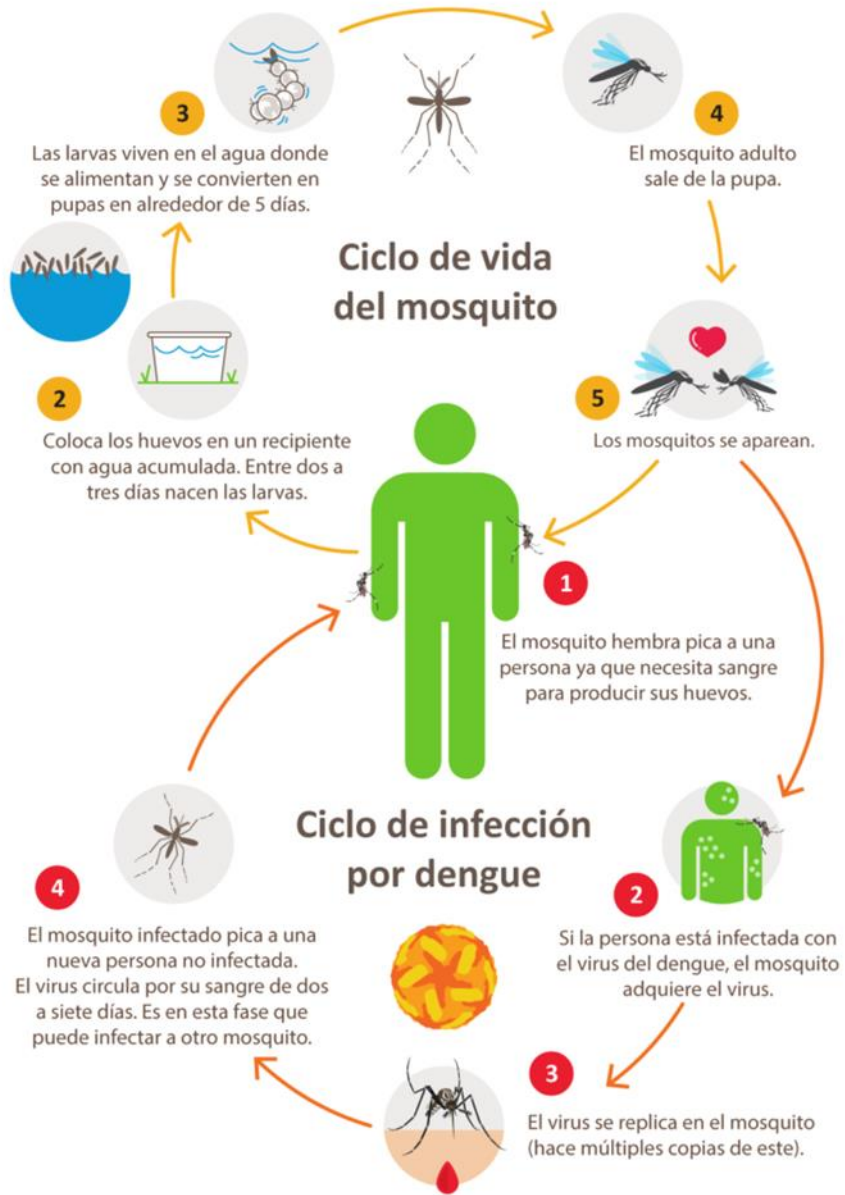 3
Las larvas viven en el agua donde
se alimentan y se convierten en
pupas en alrededor de 5 días.
4
El mosquito adulto
sale de la pupa.
Ciclo de vida
del mosquito
2
Coloca los huevos en un recipiente
con agua acumulada. Entre dos a
tres días nacen las larvas.
5
Los mosquitos se aparean.
1
El mosquito hembra pica a una
persona ya que necesita sangre
para producir sus huevos.
Ciclo de infección
por dengue
4
El mosquito infectado pica a una
nueva persona no infectada.
El virus circula por su sangre de dos
a siete días. Es en esta fase que
puede infectar a otro mosquito.
2
Si la persona está infectada con
el virus del dengue, el mosquito
adquiere el virus.
3
El virus se replica en el mosquito
(hace múltiples copias de este).